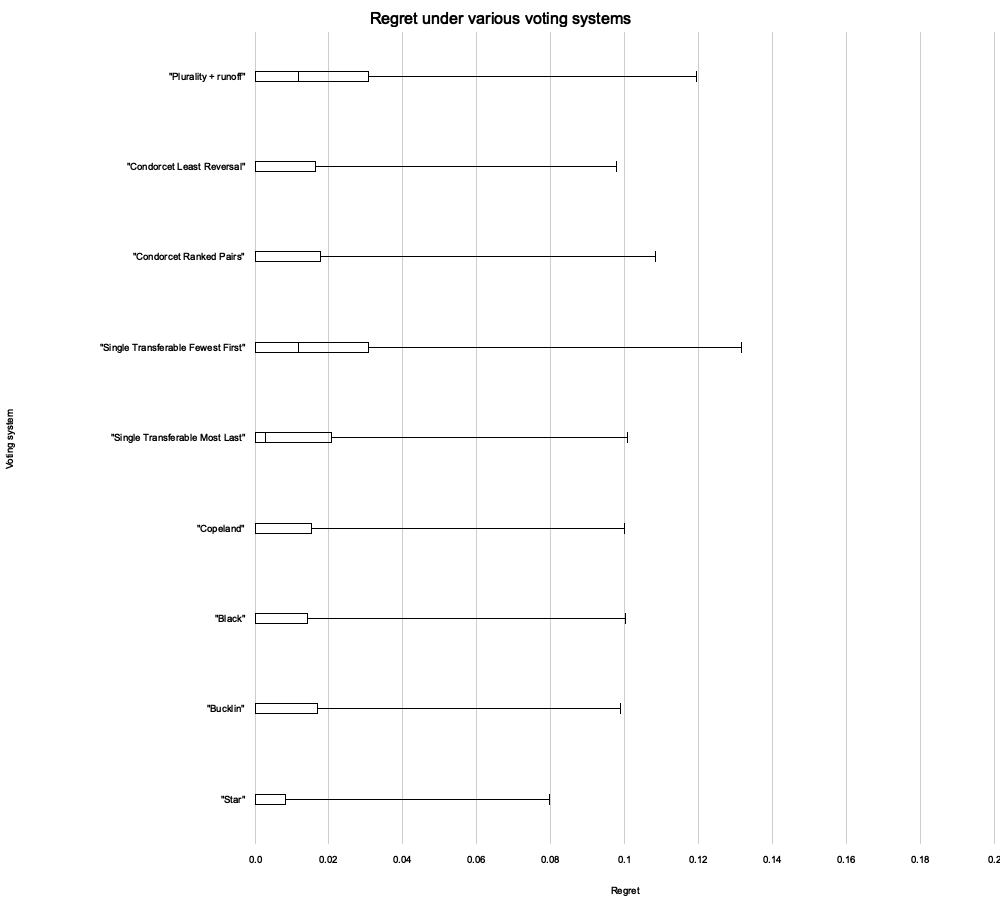 Regret under various voting systems
"Plurality + runoff"
"Condorcet Least Reversal"
"Condorcet Ranked Pairs"
"Single Transferable Fewest First"
"Single Transferable Most Last"
"Copeland"
"Black"
"Bucklin"
"Star"
Voting system
0.0 0.02 0.04 0.06 0.08 0.1 0.12 0.14 0.16 0.18 0.2
Regret